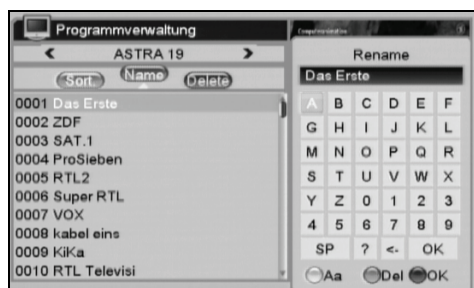 Programmverwaltung
ASTRA 19
Sort Name Delete
0001 Das Erste
0002 ZDF
0003 SAT.1
0004 ProSieben
0005 RTL2
0006 Super RTL
0007 VOX
0008 kabel eins
0009 KiKa
0010 RTL Televisi
Rename
Das Erste
A B C D E F
G H I J K L
M N O P Q R
S T U V W X
Y Z 0 1 2 3
4 5 6 7 8 9
SP ? <- OK
Aa Del OK